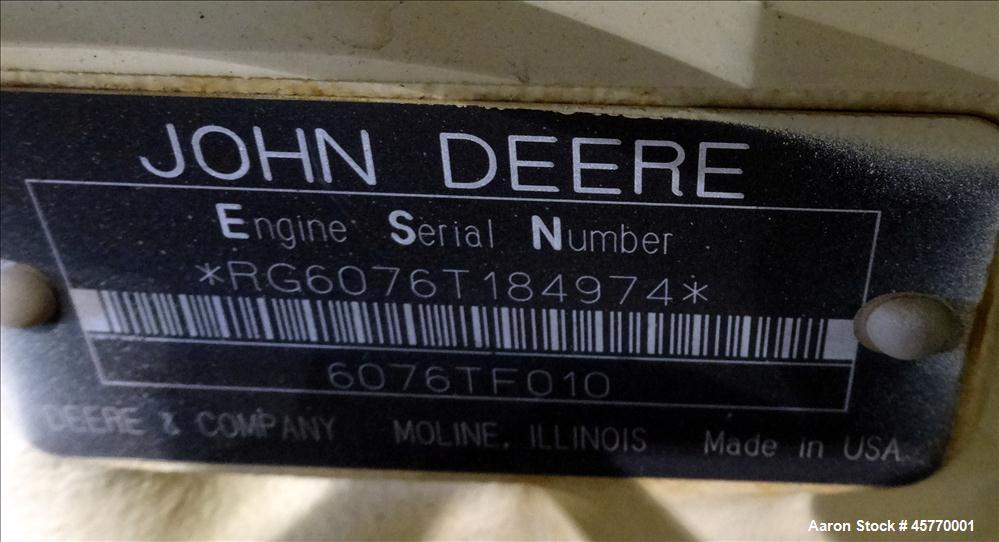 JOHN DEERE
Engine Serial Number
*RG6076T184974*
6076TF010
DEERE & COMPANY MOLINE, ILLINOIS Made in USA
Aaron Stock # 45770001